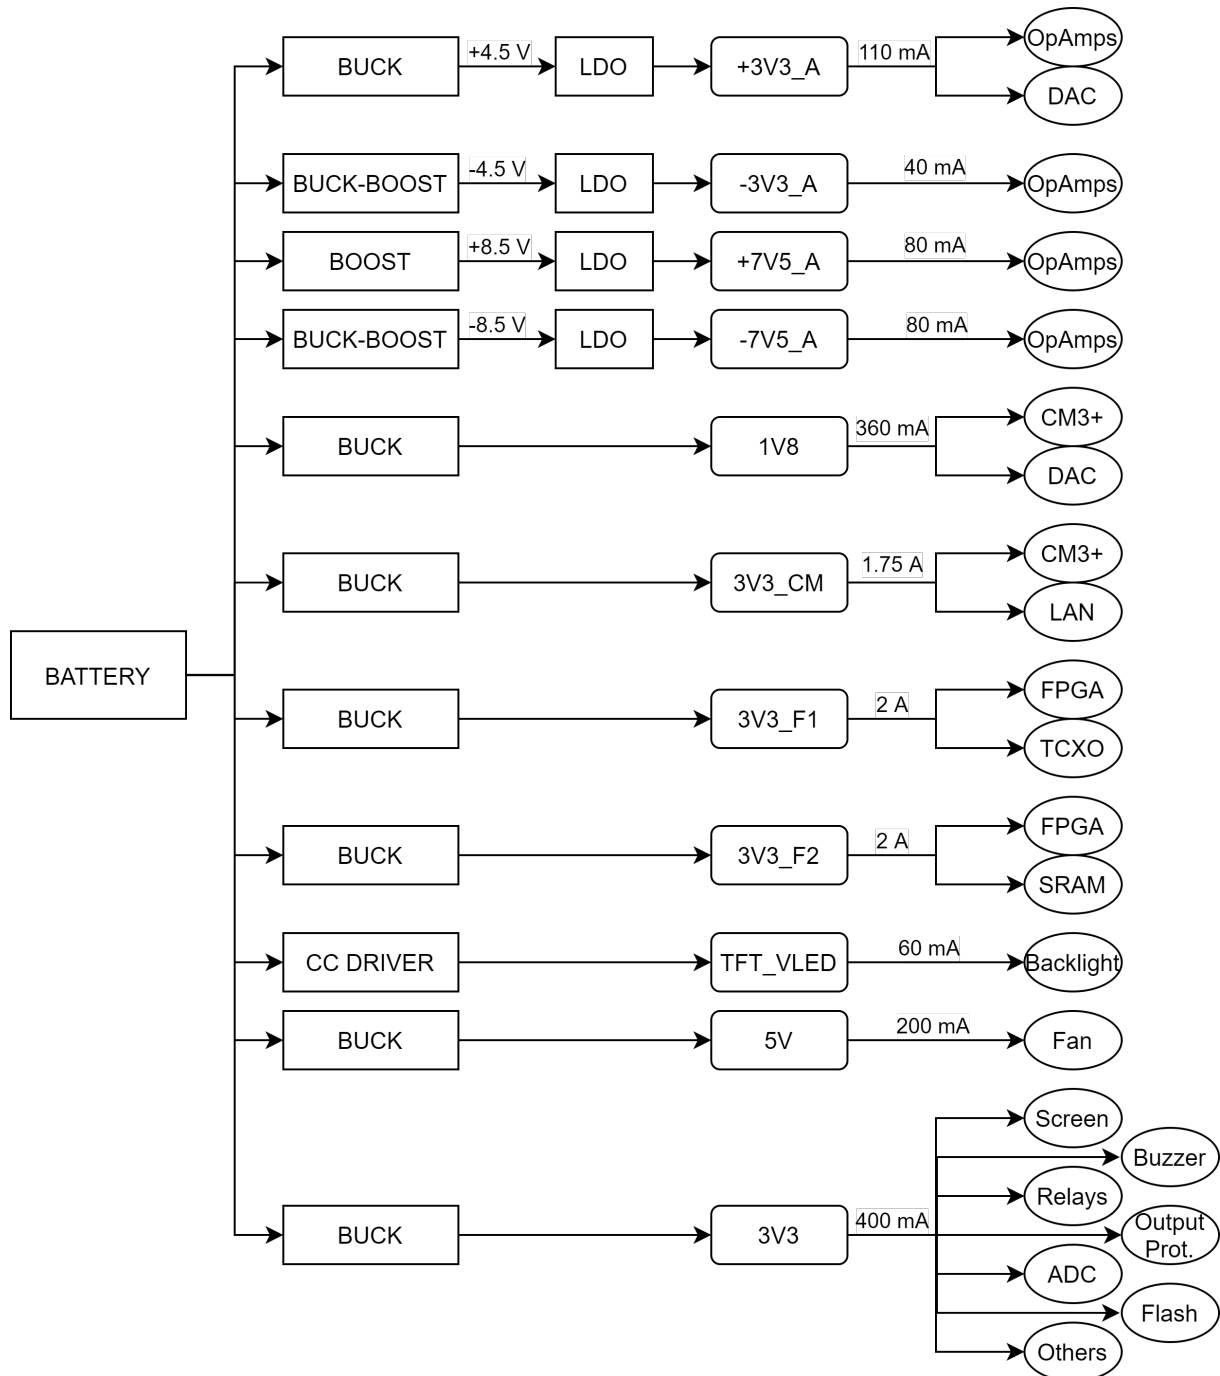 BUCK
+4.5 V
LDO
+3V3_A
110 mA
OpAmps
DAC
BUCK-BOOST
-4.5 V
LDO
-3V3_A
40 mA
OpAmps
BOOST
+8.5 V
LDO
+7V5_A
80 mA
OpAmps
BUCK-BOOST
-8.5 V
LDO
-7V5_A
80 mA
OpAmps
BUCK
1V8
360 mA
CM3+
DAC
BUCK
3V3_CM
1.75 A
CM3+
LAN
BATTERY
BUCK
3V3_F1
2 A
FPGA
TCXO
BUCK
3V3_F2
2 A
FPGA
SRAM
CC DRIVER
TFT_VLED
60 mA
Backlight
BUCK
5V
200 mA
Fan
BUCK
3V3
400 mA
Screen
Buzzer
Relays
Output
Prot.
ADC
Flash
Others